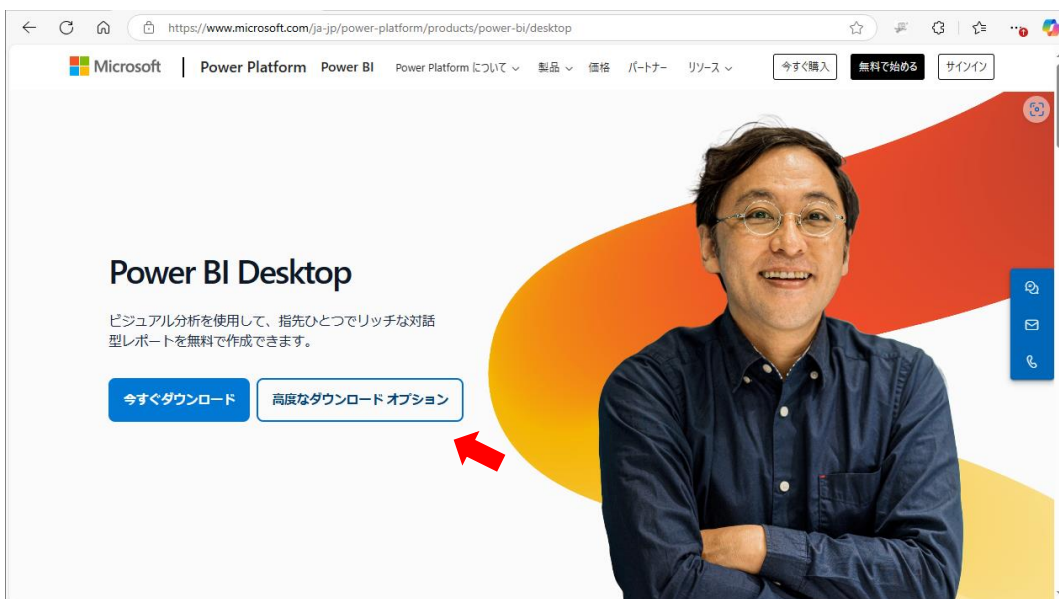 https://www.microsoft.com/ja-jp/power-platform/products/power-bi/desktop
Microsoft Power Platform Power BI Power Platform について 製品 価格 パートナー リソース 今すぐ購入 無料で始める サインイン
Power BI Desktop
ビジュアル分析を使用して、指先ひとつでリッチな対話
型レポートを無料で作成できます。
今すぐダウンロード 高度なダウンロード オプション